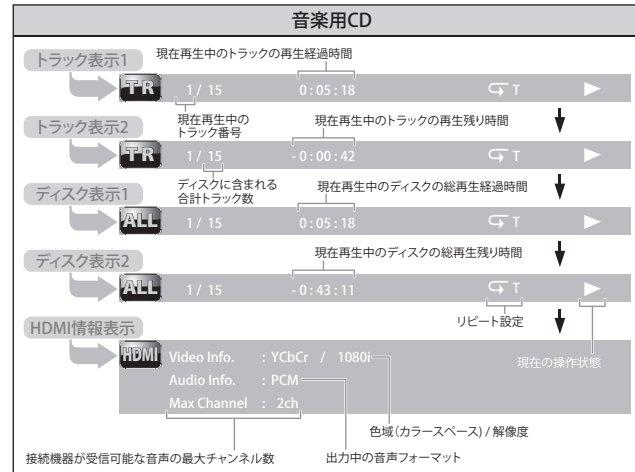 音楽用CD
トラック表示1
現在再生中のトラックの再生経過時間
TR 1 / 15 0 : 05 : 18 T
現在再生中の
トラック番号
トラック表示2
現在再生中のトラックの再生残り時間
TR 1 / 15 - 0 : 00 : 42 T
ディスクに含まれる
合計トラック数
ディスク表示1
現在再生中のディスクの総再生経過時間
ALL 1 / 15 0 : 05 : 18 T
ディスク表示2
現在再生中のディスクの総再生残り時間
ALL 1 / 15 - 0 : 43 : 11 T
リピート設定
HDMI情報表示
現在の操作状態
HDMI Video Info. : YCbCr / 1080i
Audio Info. : PCM
Max Channel : 2ch
色域(カラースペース) / 解像度
接続機器が受信可能な音声の最大チャンネル数
出力中の音声フォーマット